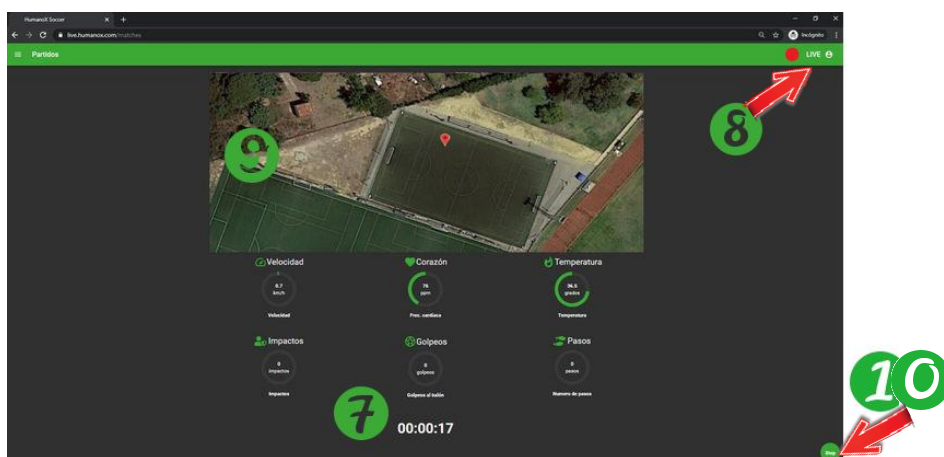 HumanoX Soccer
live.humanox.com/matches
Incógnito
Partidos
LIVE
8
9
Velocidad Corazón Temperatura
0.7 76 36.5
km/h ppm grados
Velocidad Frec. cardíaca Temperatura
Impactos Golpeos Pasos
0 0 0
impactos golpeos pasos
Impactos Golpeos al balón Numero de pasos
7
00:00:17
10
Stop